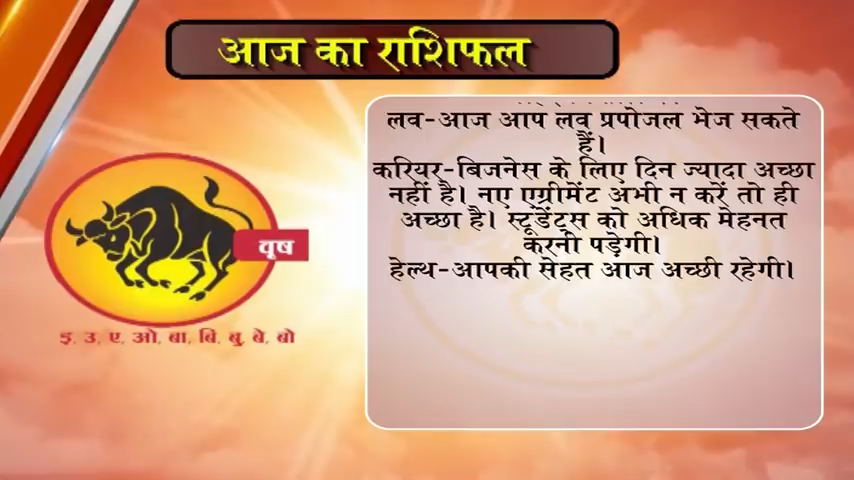 आज का राशिफल
लव-आज आप लव प्रपोजल भेज सकते
हैं।
करियर-बिजनेस के लिए दिन ज्यादा अच्छा
नहीं है। नए एग्रीमेंट अभी न करें तो ही
अच्छा है। स्टूडेंट्स को अधिक मेहनत
करनी पड़ेगी।
हेल्थ-आपकी सेहत आज अच्छी रहेगी।
वृष
इ, उ, ए, ओ, बा, बि, बु, बे, बो